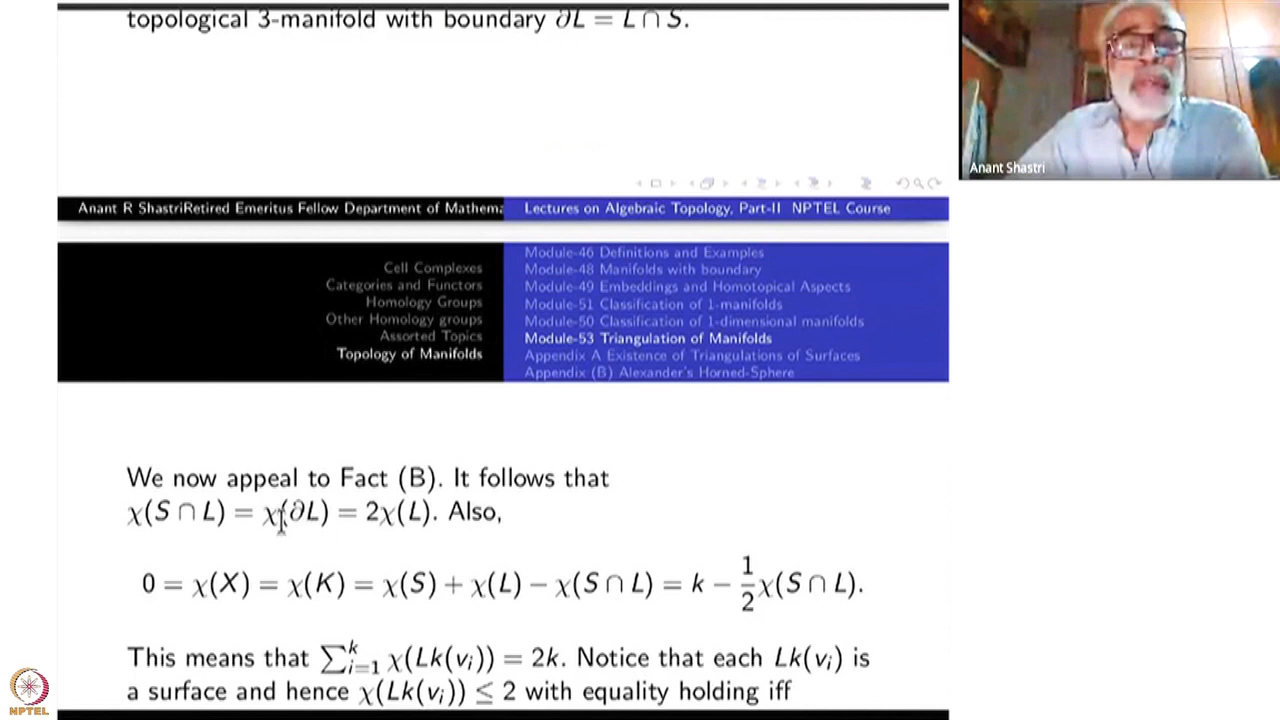 topological 3-manifold with boundary ∂L = L ∩ S.
Anant Shastri
Anant R ShastriRetired Emeritus Fellow Department of Mathema
Lectures on Algebraic Topology, Part-II NPTEL Course
Cell Complexes
Categories and Functors
Homology Groups
Other Homology groups
Assorted Topics
Topology of Manifolds
Module-46 Definitions and Examples
Module-48 Manifolds with boundary
Module-49 Embeddings and Homotopical Aspects
Module-51 Classification of 1-manifolds
Module-50 Classification of 1-dimensional manifolds
Module-53 Triangulation of Manifolds
Appendix A Existence of Triangulations of Surfaces
Appendix (B) Alexander's Horned-Sphere
We now appeal to Fact (B). It follows that
χ(S ∩ L) = χ(∂L) = 2χ(L). Also,
0 = χ(X) = χ(K) = χ(S) + χ(L) − χ(S ∩ L) = k − 1/2 χ(S ∩ L).
This means that ∑_{i=1}^k χ(Lk(v_i)) = 2k. Notice that each Lk(v_i) is
a surface and hence χ(Lk(v_i)) ≤ 2 with equality holding iff
NPTEL